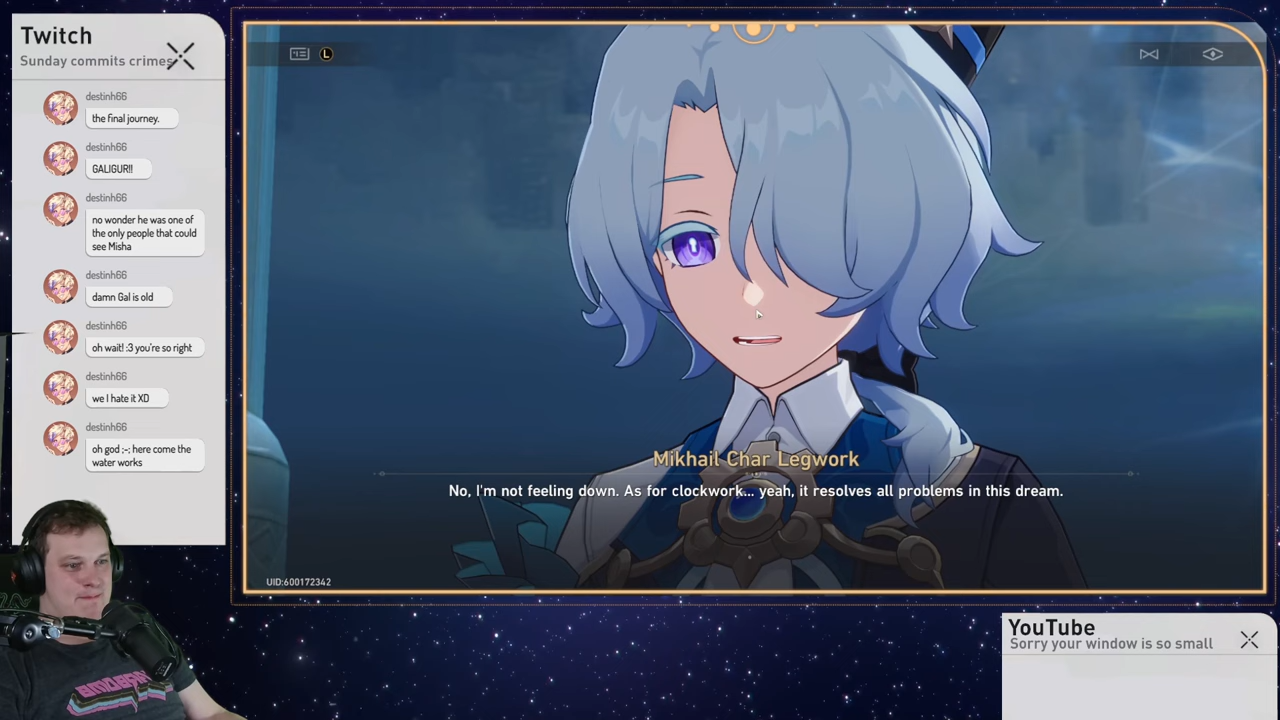 Twitch
Sunday commits crimes
destinh66
the final journey.
destinh66
GALIGUR!!
destinh66
no wonder he was one of
the only people that could
see Misha
destinh66
damn Gal is old
destinh66
oh wait! :3 you're so right
destinh66
we I hate it XD
destinh66
oh god ;-; here come the
water works
L
Mikhail Char Legwork
No, I'm not feeling down. As for clockwork... yeah, it resolves all problems in this dream.
UID:600172342
YouTube
Sorry your window is so small